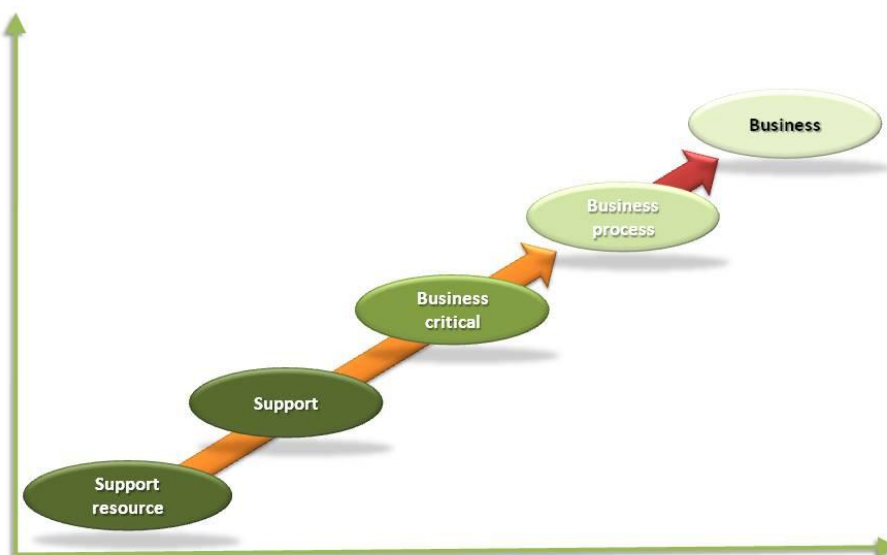 Business
Business
process
Business
critical
Support
Support
resource